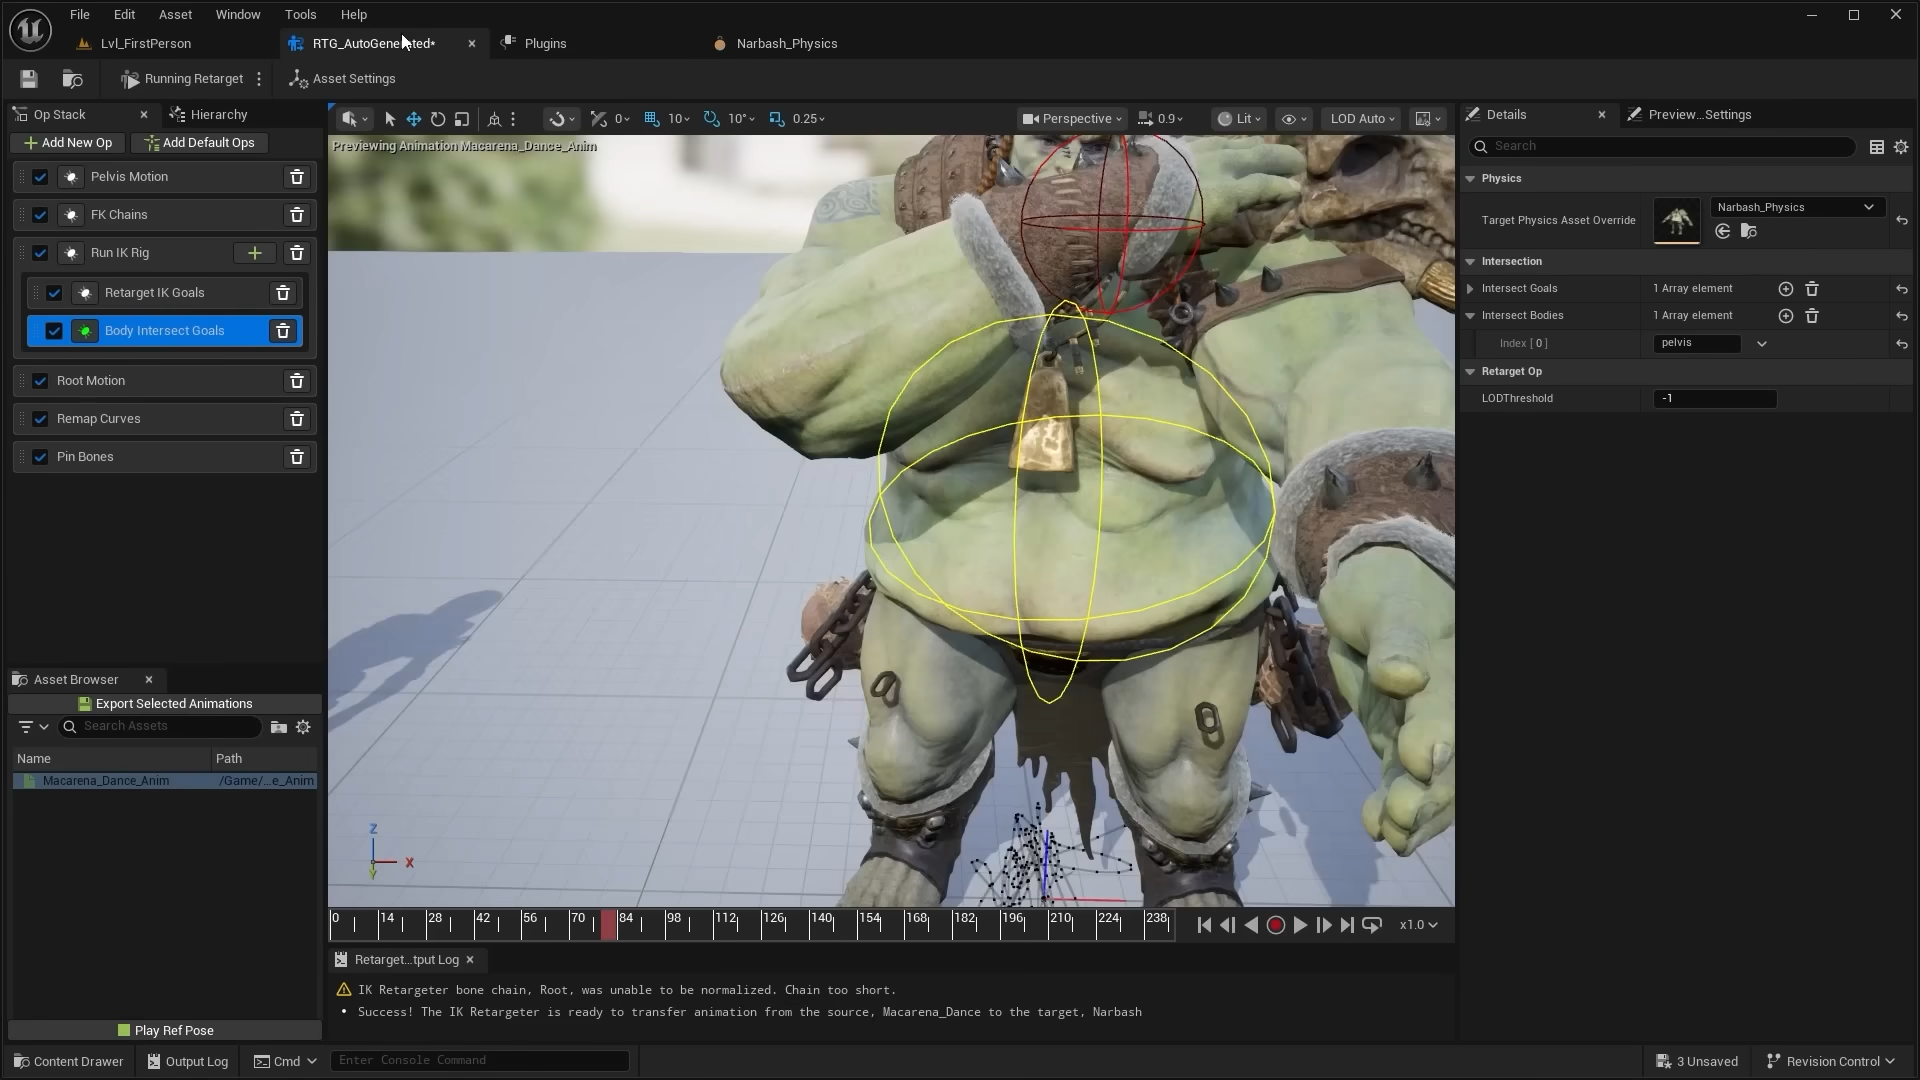 File Edit Asset Window Tools Help
Lvl_FirstPerson RTG_AutoGenerated* Plugins Narbash_Physics
Running Retarget Asset Settings
Op Stack Hierarchy
Add New Op Add Default Ops
Pelvis Motion
FK Chains
Run IK Rig
Retarget IK Goals
Body Intersect Goals
Root Motion
Remap Curves
Pin Bones
Asset Browser
Export Selected Animations
Search Assets
Name Path
Macarena_Dance_Anim /Game/...e_Anim
Play Ref Pose
0 10 10° 0.25 Perspective 0.9 Lit LOD Auto
Previewing Animation Macarena_Dance_Anim
Z
X
Y
0 14 28 42 56 70 84 98 112 126 140 154 168 182 196 210 224 238 x1.0
Retarget...tput Log
IK Retargeter bone chain, Root, was unable to be normalized. Chain too short.
• Success! The IK Retargeter is ready to transfer animation from the source, Macarena_Dance to the target, Narbash
Details Preview...Settings
Search
Physics
Target Physics Asset Override Narbash_Physics
Intersection
Intersect Goals 1 Array element
Intersect Bodies 1 Array element
Index [ 0 ] pelvis
Retarget Op
LODThreshold -1
Content Drawer Output Log Cmd Enter Console Command 3 Unsaved Revision Control